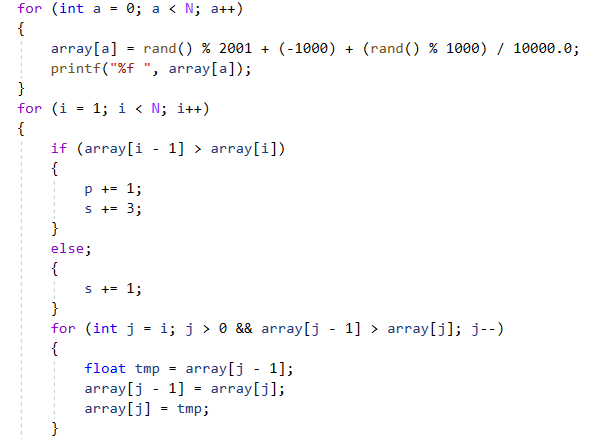 for (int a = 0; a < N; a++)
{
    array[a] = rand() % 2001 + (-1000) + (rand() % 1000) / 10000.0;
    printf("%f ", array[a]);
}
for (i = 1; i < N; i++)
{
    if (array[i - 1] > array[i])
    {
        p += 1;
        s += 3;
    }
    else;
    {
        s += 1;
    }
    for (int j = i; j > 0 && array[j - 1] > array[j]; j--)
    {
        float tmp = array[j - 1];
        array[j - 1] = array[j];
        array[j] = tmp;
    }